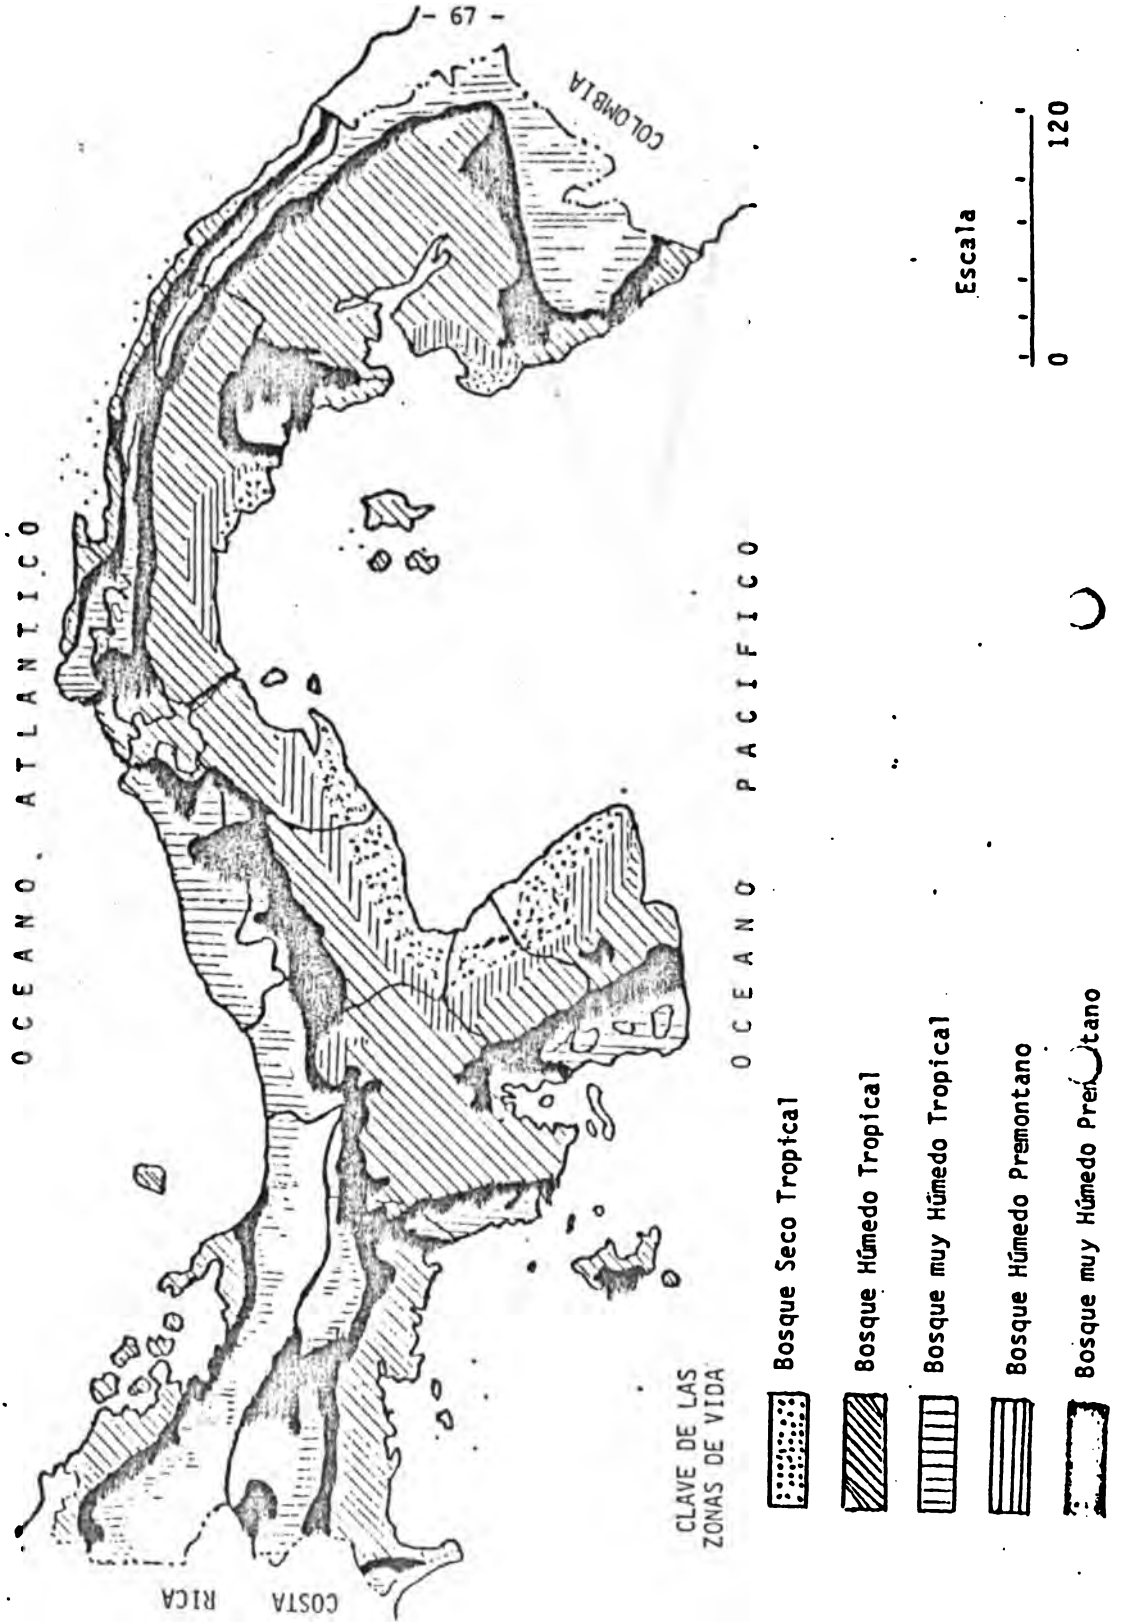 - 67 -
OCEANO ATLANTICO
COLOMBIA
COSTA
RICA
OCEANO PACIFICO
Escala
0 120
CLAVE DE LAS
ZONAS DE VIDA
Bosque Seco Tropical
Bosque Húmedo Tropical
Bosque muy Húmedo Tropical
Bosque Húmedo Premontano
Bosque muy Húmedo